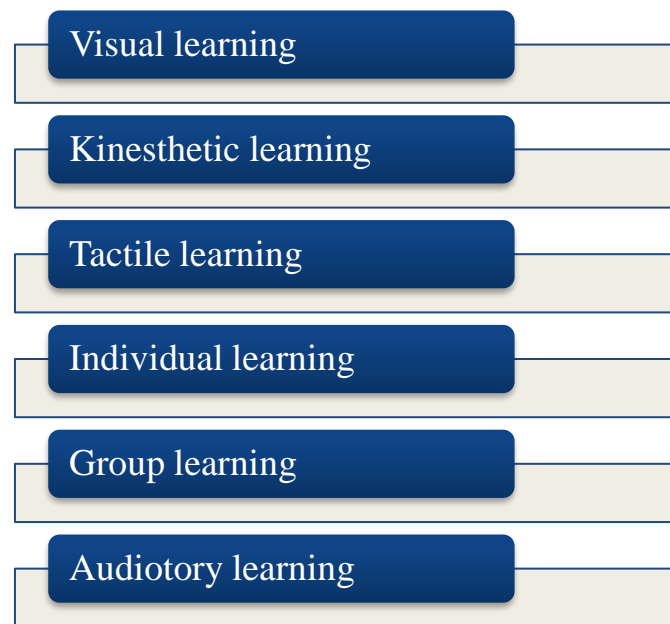 Visual learning
Kinesthetic learning
Tactile learning
Individual learning
Group learning
Audiotory learning